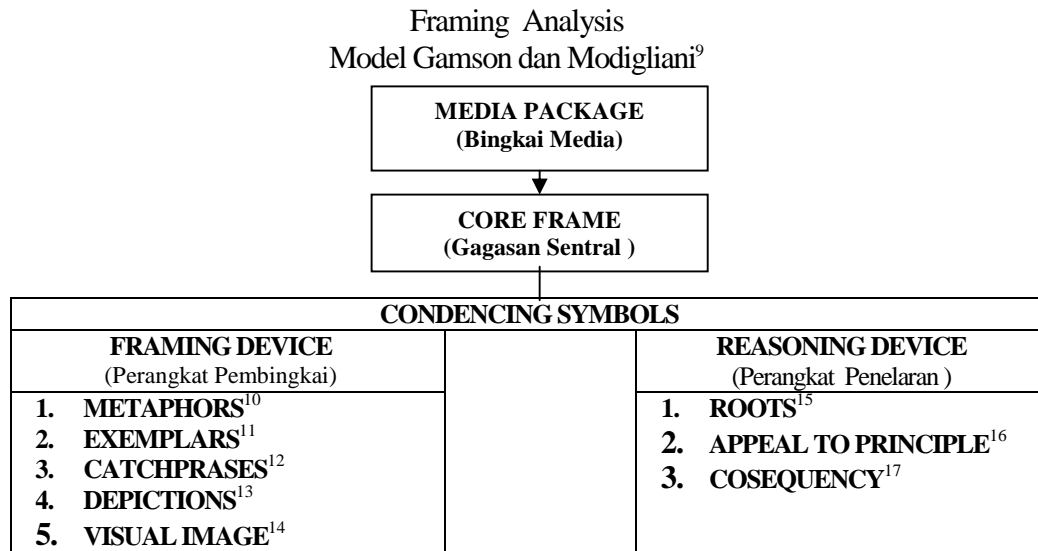 Framing Analysis
Model Gamson dan Modigliani⁹
MEDIA PACKAGE
(Bingkai Media)
CORE FRAME
(Gagasan Sentral )
CONDENCING SYMBOLS
FRAMING DEVICE
(Perangkat Pembingkai)
1. METAPHORS¹⁰
2. EXEMPLARS¹¹
3. CATCHPRASES¹²
4. DEPICTIONS¹³
5. VISUAL IMAGE¹⁴
REASONING DEVICE
(Perangkat Penelaran )
1. ROOTS¹⁵
2. APPEAL TO PRINCIPLE¹⁶
3. COSEQUENCY¹⁷